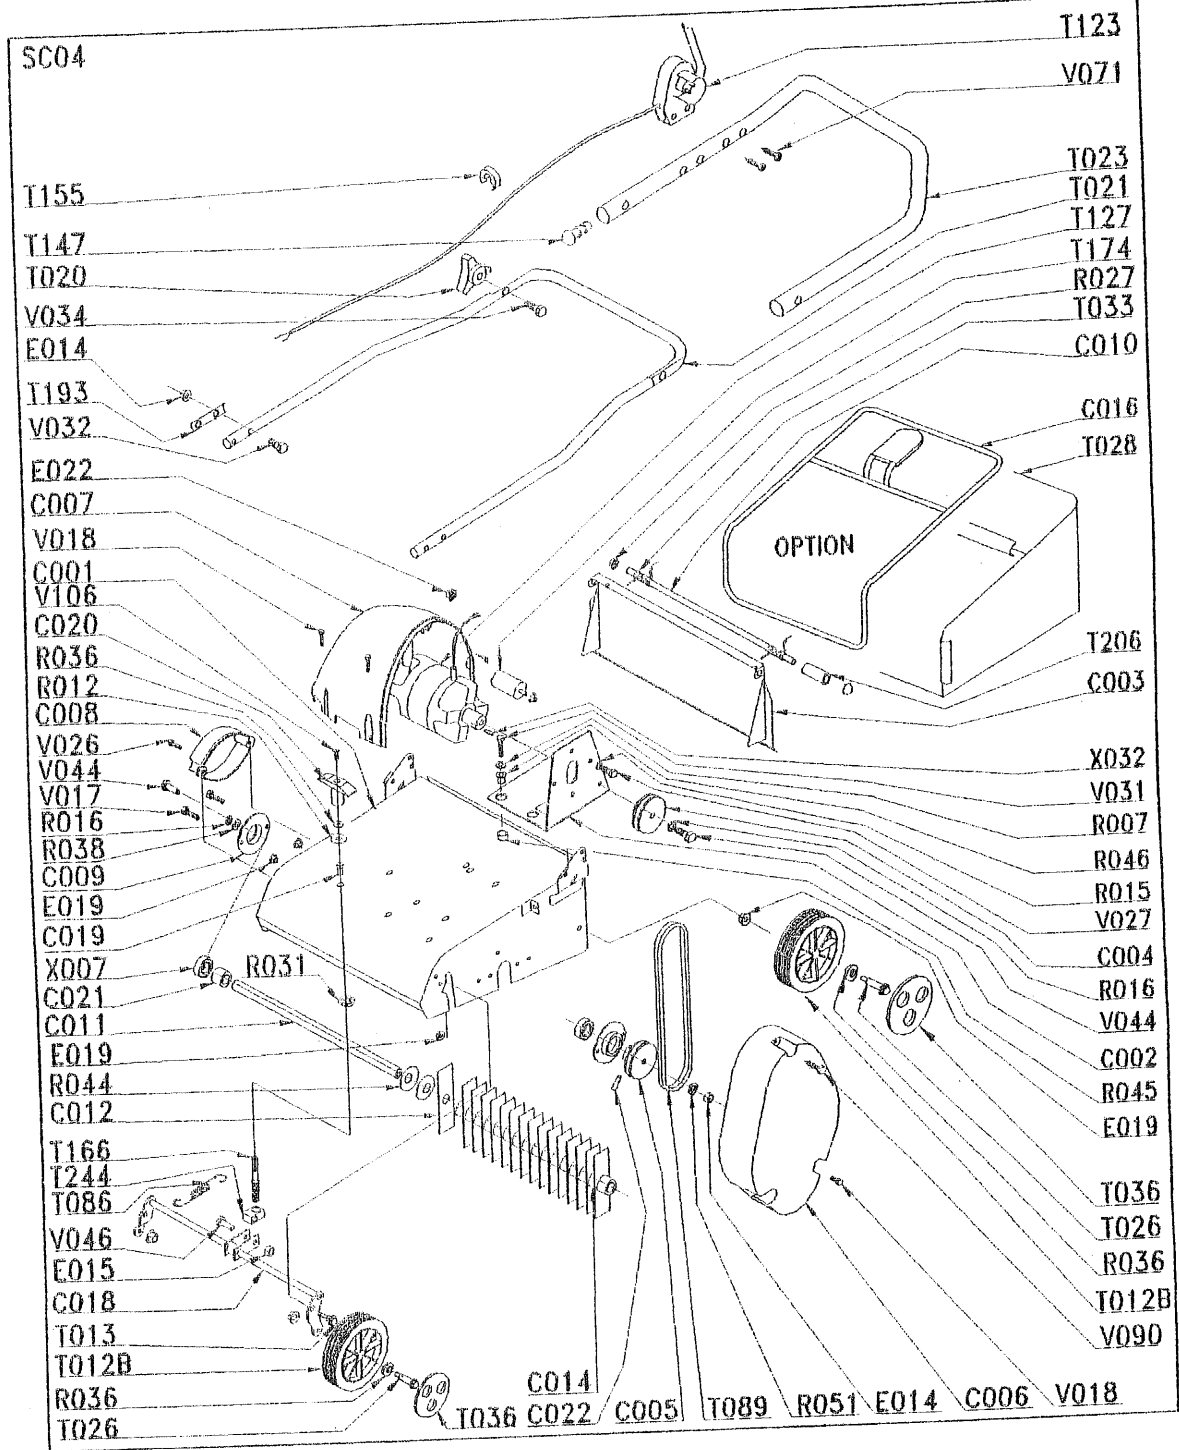 SC04
T155
T147
T020
V034
E014
T193
V032
E022
C007
V018
C001
V106
C020
R036
R012
C008
V026
V044
V017
R016
R038
C009
E019
C019
X007
C021
C011
R031
E019
R044
C012
T166
T244
T086
V046
E015
C018
T013
T012B
R036
T026
T123
V071
T023
T021
T127
T174
R027
T033
C010
C016
T028
OPTION
T206
C003
X032
V031
R007
R046
R015
V027
C004
R016
V044
C002
R045
E019
T036
T026
R036
T012B
V090
C014
T036 C022 C005 T089 R051 E014 C006 V018